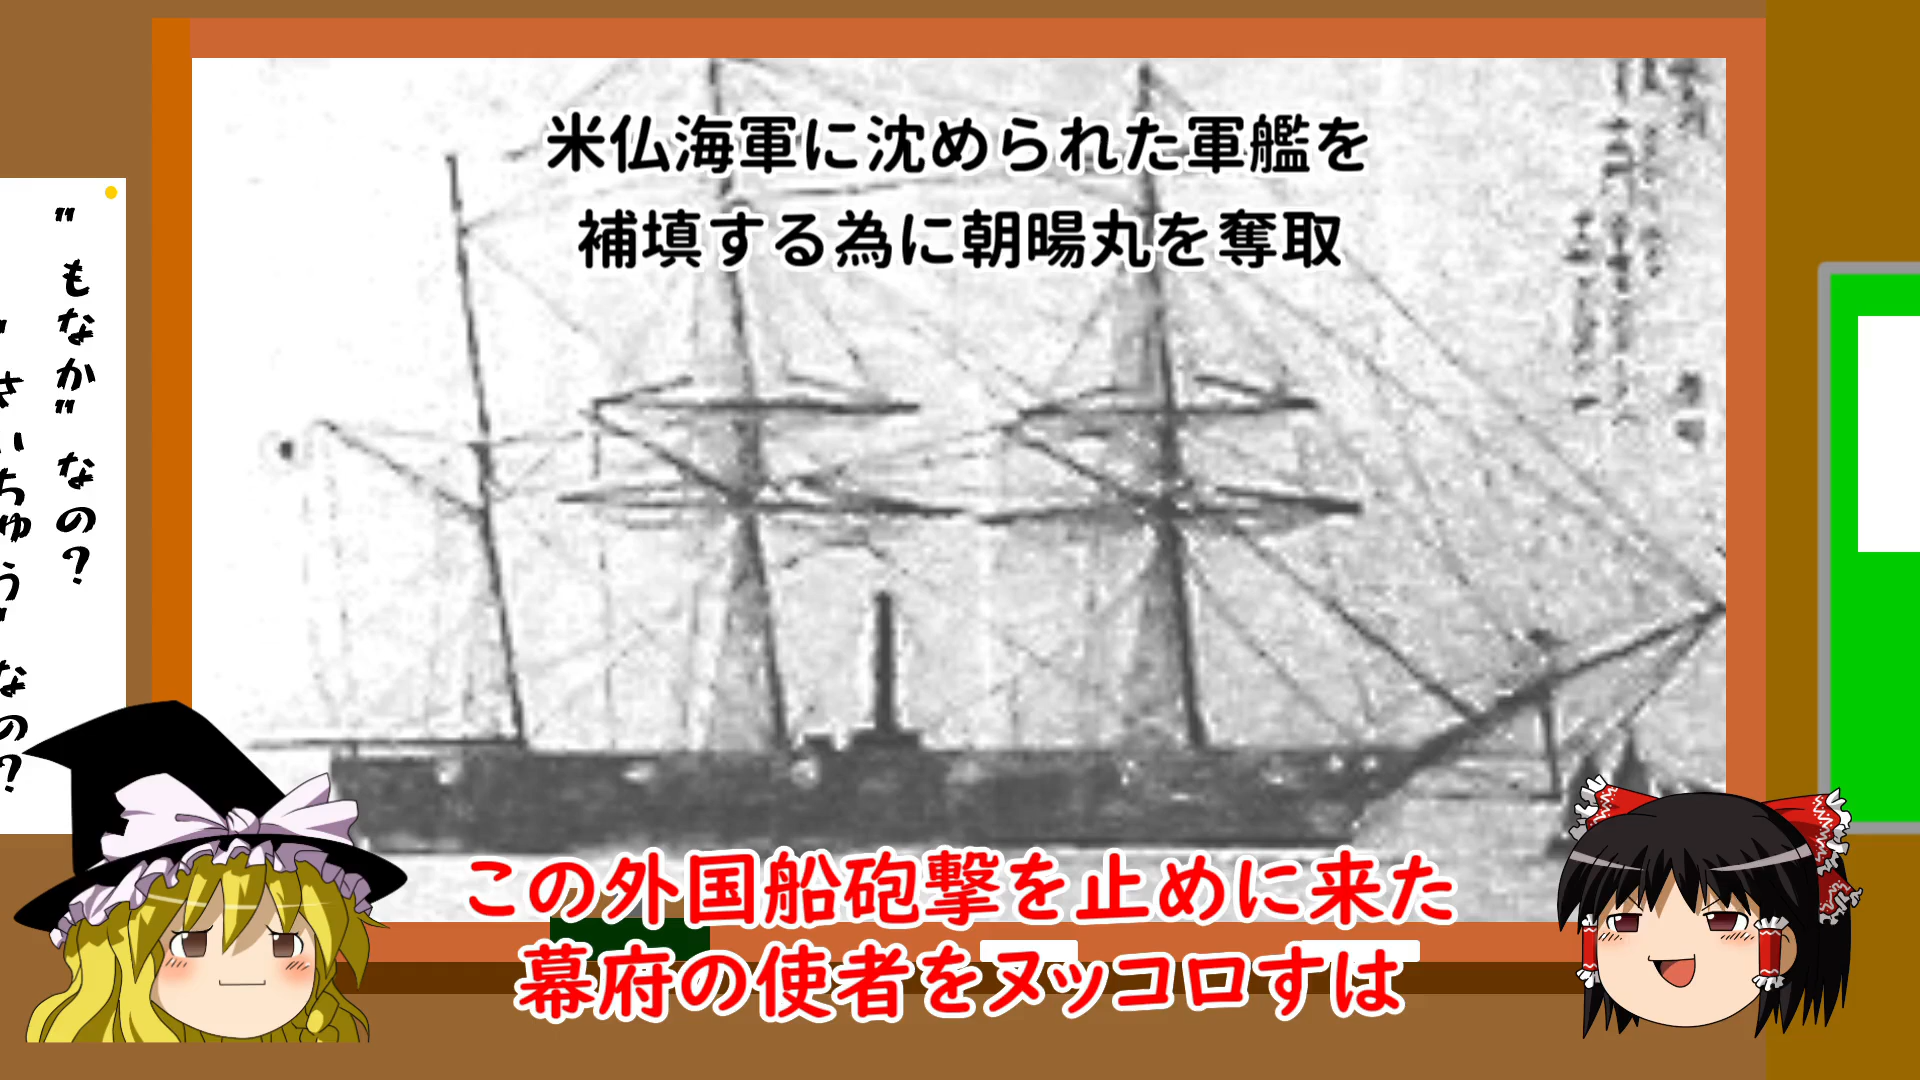 米仏海軍に沈められた軍艦を
補填する為に朝暘丸を奪取
"もなか"なの?
"さいちゅう"なの?
この外国船砲撃を止めに来た
幕府の使者をヌッコロすは